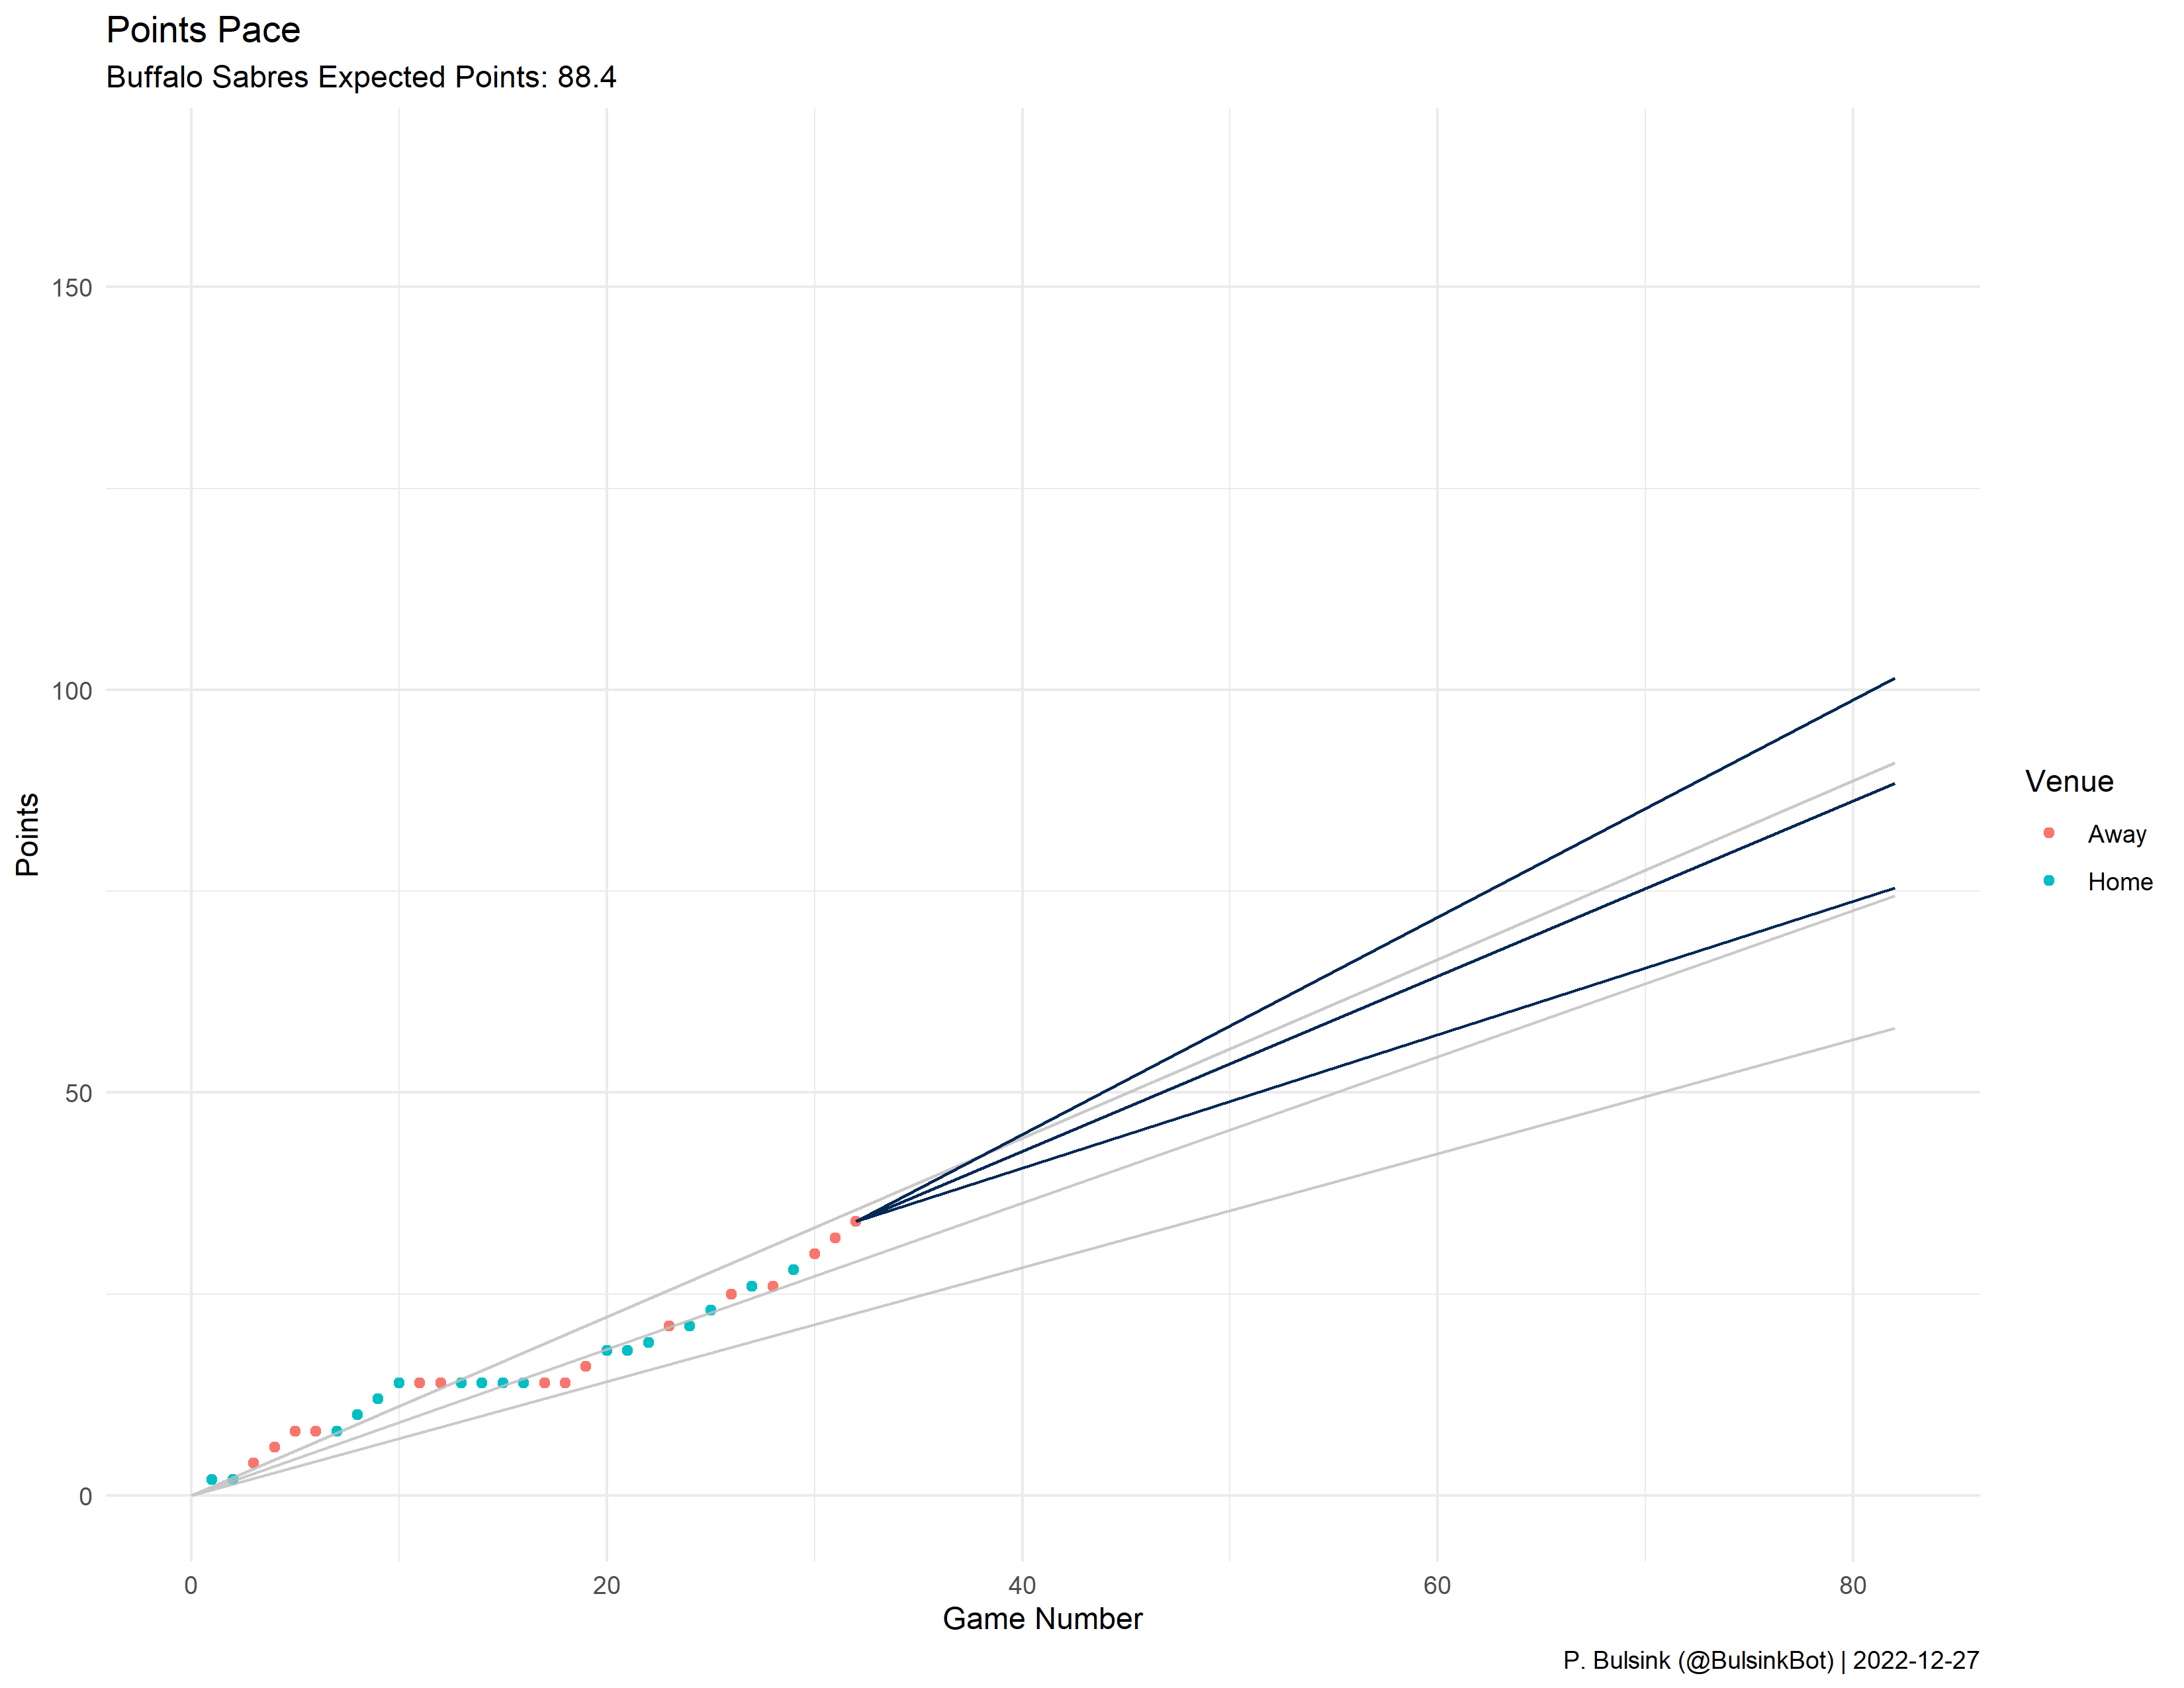 Points Pace
Buffalo Sabres Expected Points: 88.4
150
100
50
0
Points
0 20 40 60 80
Game Number
Venue
Away
Home
P. Bulsink (@BulsinkBot) | 2022-12-27